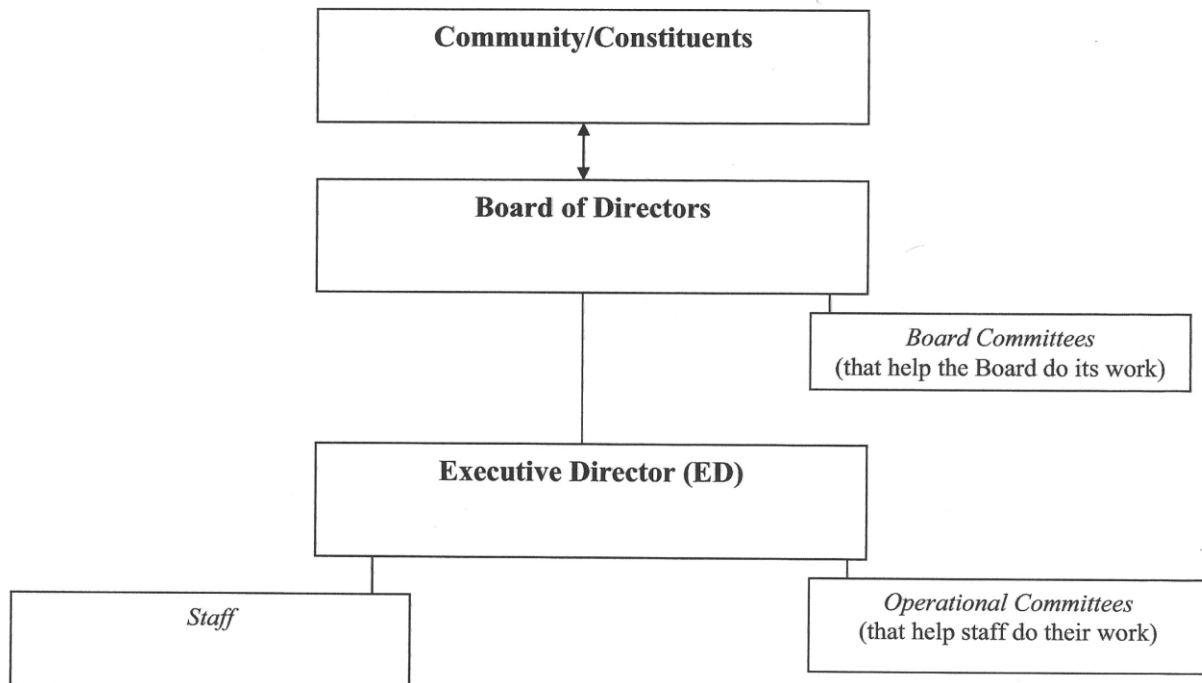 Community/Constituents
Board of Directors
Board Committees
(that help the Board do its work)
Executive Director (ED)
Staff
Operational Committees
(that help staff do their work)